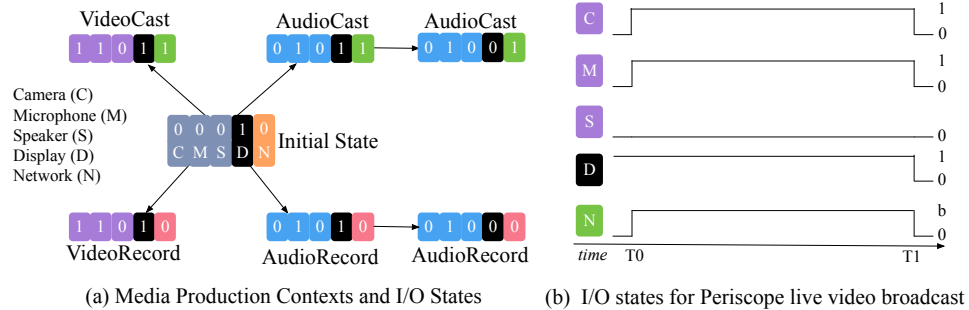 VideoCast
1 1 0 1 1
AudioCast
0 1 0 1 1
AudioCast
0 1 0 0 1
Camera (C)
Microphone (M)
Speaker (S)
Display (D)
Network (N)
0 0 0 1 0
C M S D N
Initial State
1 1 0 1 0
VideoRecord
0 1 0 1 0
AudioRecord
0 1 0 0 0
AudioRecord
(a) Media Production Contexts and I/O States
C 1
0
M 1
0
S 0
D 1
0
N b
0
time T0 T1
(b) I/O states for Periscope live video broadcast